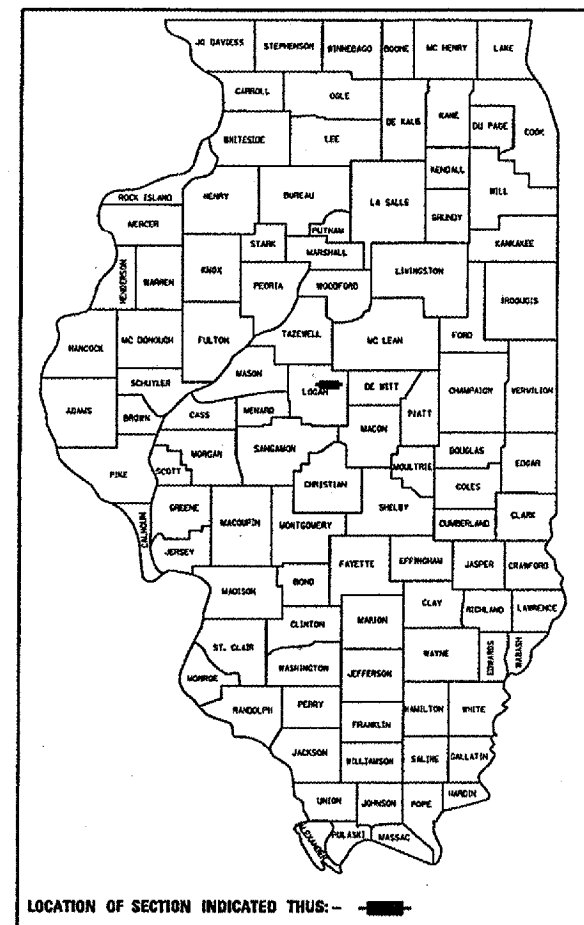 JO DAVIESS STEPHENSON WINNEBAGO BOONE MC HENRY LAKE
CARROLL OGLE
DE KALB KANE DU PAGE COOK
WHITESIDE LEE
KENDALL
ROCK ISLAND HENRY BUREAU LA SALLE WILL
MERCER PUTNAM GRUNDY
STARK MARSHALL KANKAKEE
HENDERSON WARREN KNOX PEORIA WOODFORD LIVINGSTON
IROQUOIS
HANCOCK MC DONOUGH FULTON TAZEWELL MC LEAN FORD
MASON
SCHUYLER LOGAN DE WITT CHAMPAIGN VERMILION
ADAMS BROWN CASS MENARD PIATT
MACON
MORGAN SANGAMON DOUGLAS EDGAR
PIKE SCOTT MOULTRIE
CHRISTIAN COLES
CALHOUN GREENE MACOUPIN MONTGOMERY SHELBY CUMBERLAND CLARK
JERSEY
FAYETTE EFFINGHAM JASPER CRAWFORD
MADISON BOND
CLAY RICHLAND LAWRENCE
CLINTON MARION
ST. CLAIR WAYNE EDWARDS WABASH
WASHINGTON JEFFERSON
MONROE
RANDOLPH PERRY HAMILTON WHITE
FRANKLIN
JACKSON WILLIAMSON SALINE GALLATIN
UNION JOHNSON POPE HARDIN
ALEXANDER PULASKI MASSAC
LOCATION OF SECTION INDICATED THUS:-